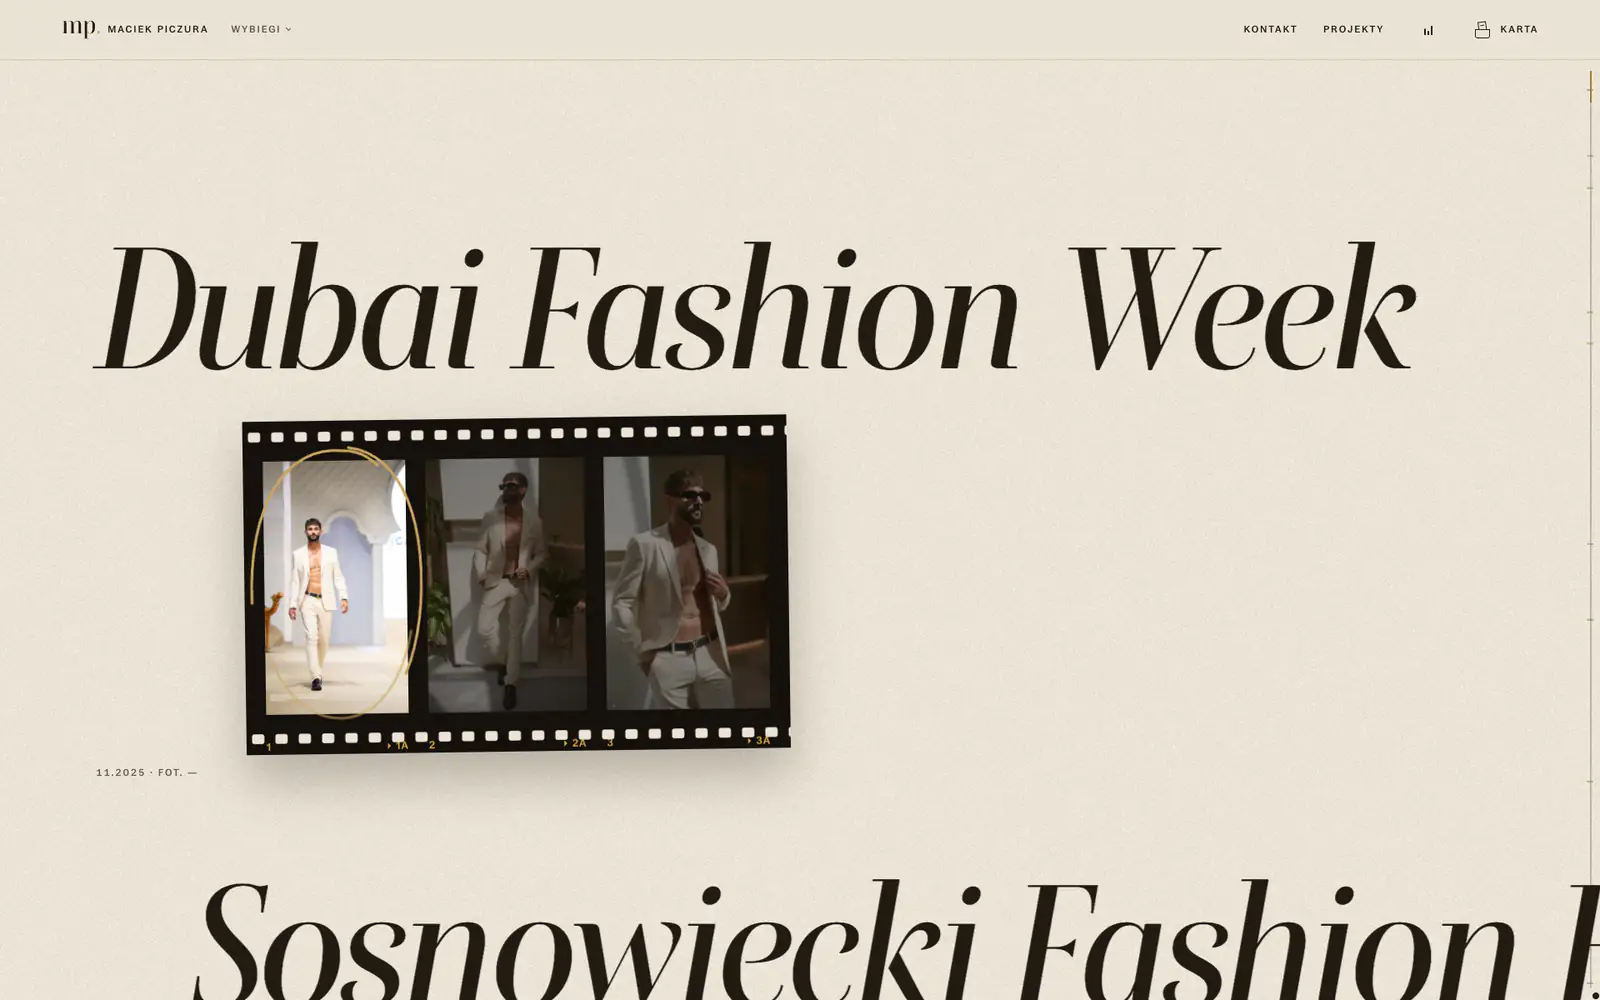 mp. MACIEK PICZURA WYBIEGI KONTAKT PROJEKTY KARTA
Dubai Fashion Week
1 1A 2 2A 3 3A
11.2025 · FOT. —
Sosnowiecki Fashion